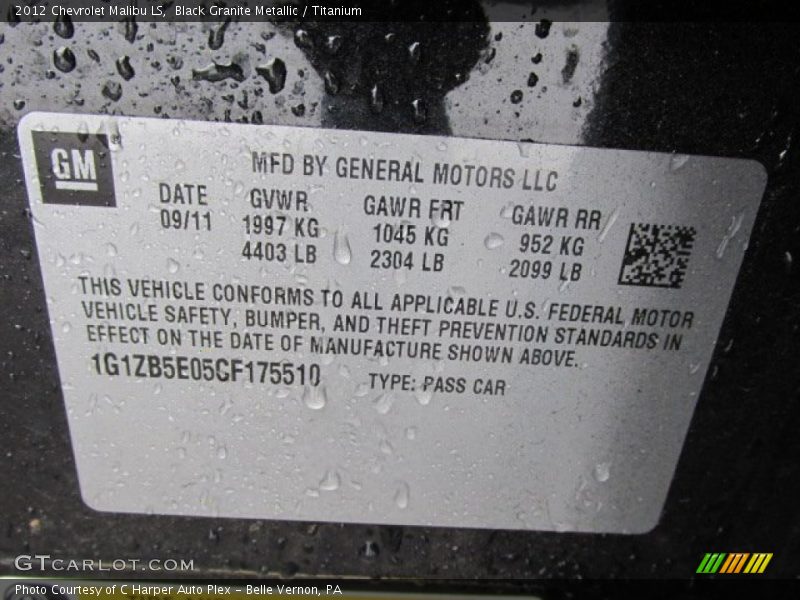 2012 Chevrolet Malibu LS, Black Granite Metallic / Titanium
GM
MFD BY GENERAL MOTORS LLC
DATE GVWR GAWR FRT GAWR RR
09/11 1997 KG 1045 KG 952 KG
4403 LB 2304 LB 2099 LB
THIS VEHICLE CONFORMS TO ALL APPLICABLE U.S. FEDERAL MOTOR
VEHICLE SAFETY, BUMPER, AND THEFT PREVENTION STANDARDS IN
EFFECT ON THE DATE OF MANUFACTURE SHOWN ABOVE.
1G1ZB5E05CF175510 TYPE: PASS CAR
GTCARLOT.COM
Photo Courtesy of C Harper Auto Plex - Belle Vernon, PA